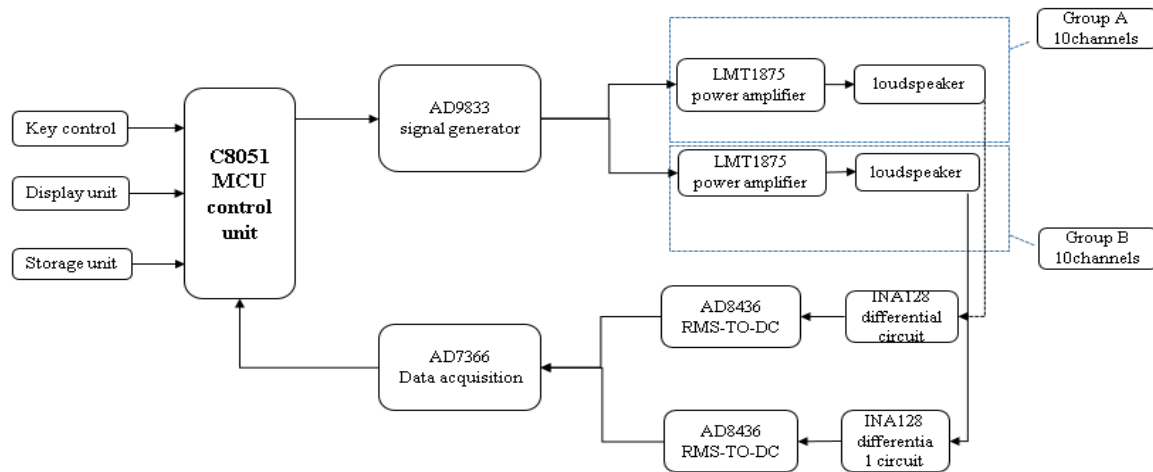 Group A
10channels
LMT1875
power amplifier
loudspeaker
AD9833
signal generator
Key control
C8051
MCU
control
unit
LMT1875
power amplifier
loudspeaker
Display unit
Storage unit
Group B
10channels
AD8436
RMS-TO-DC
INA128
differential
circuit
AD7366
Data acquisition
AD8436
RMS-TO-DC
INA128
differentia
l circuit